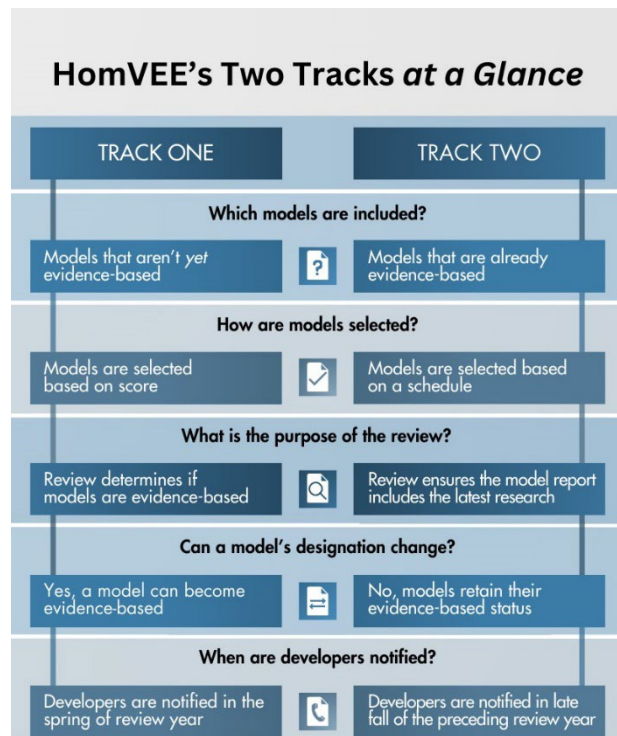 HomVEE's Two Tracks at a Glance
TRACK ONE
TRACK TWO
Which models are included?
Models that aren't yet
evidence-based
Models that are already
evidence-based
How are models selected?
Models are selected
based on score
Models are selected based
on a schedule
What is the purpose of the review?
Review determines if
models are evidence-based
Review ensures the model report
includes the latest research
Can a model's designation change?
Yes, a model can become
evidence-based
No, models retain their
evidence-based status
When are developers notified?
Developers are notified in the
spring of review year
Developers are notified in late
fall of the preceding review year